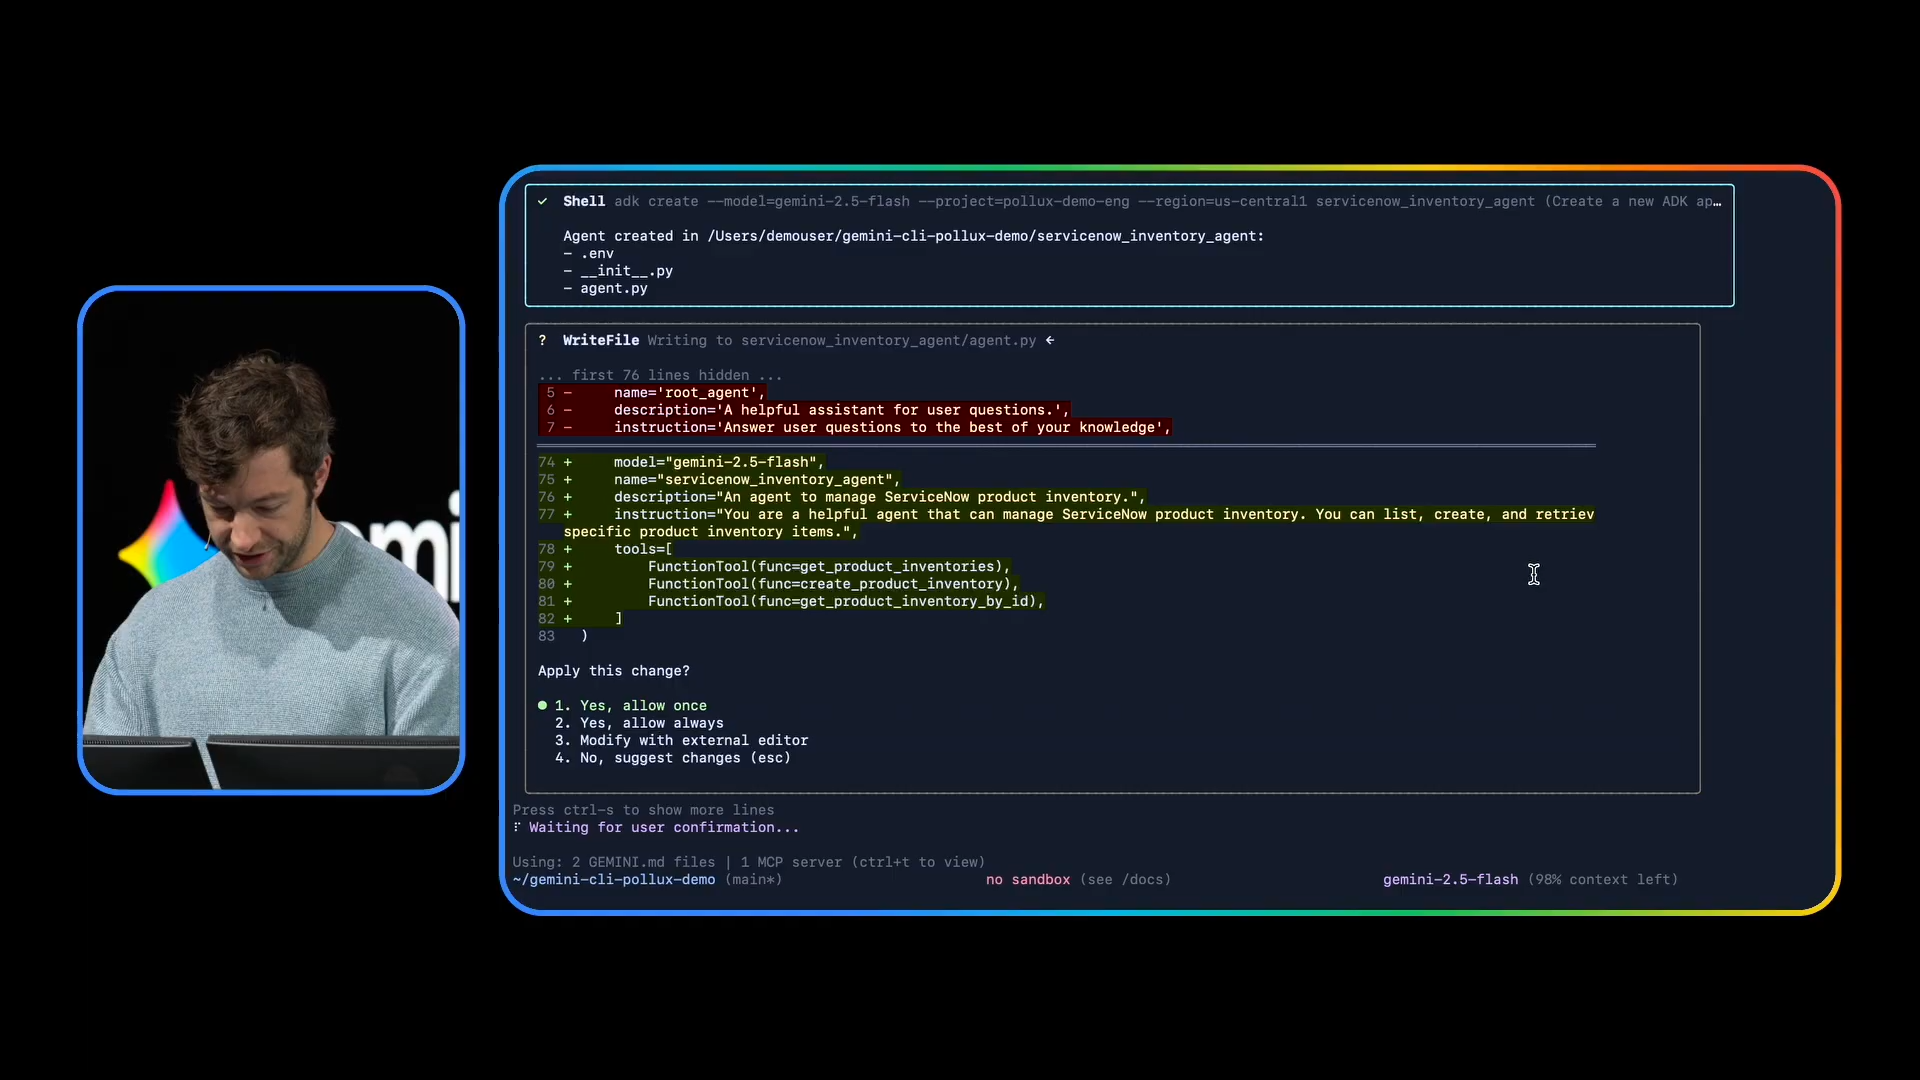 emi
✓ Shell adk create --model=gemini-2.5-flash --project=pollux-demo-eng --region=us-central1 servicenow_inventory_agent (Create a new ADK ap…
Agent created in /Users/demouser/gemini-cli-pollux-demo/servicenow_inventory_agent:
- .env
- __init__.py
- agent.py
? WriteFile Writing to servicenow_inventory_agent/agent.py ←
... first 76 lines hidden ...
5 - name='root_agent',
6 - description='A helpful assistant for user questions.',
7 - instruction='Answer user questions to the best of your knowledge',
74 + model="gemini-2.5-flash",
75 + name="servicenow_inventory_agent",
76 + description="An agent to manage ServiceNow product inventory.",
77 + instruction="You are a helpful agent that can manage ServiceNow product inventory. You can list, create, and retriev
specific product inventory items.",
78 + tools=[
79 + FunctionTool(func=get_product_inventories),
80 + FunctionTool(func=create_product_inventory),
81 + FunctionTool(func=get_product_inventory_by_id),
82 + ]
83 )
Apply this change?
● 1. Yes, allow once
2. Yes, allow always
3. Modify with external editor
4. No, suggest changes (esc)
Press ctrl-s to show more lines
⠏ Waiting for user confirmation...
Using: 2 GEMINI.md files | 1 MCP server (ctrl+t to view)
~/gemini-cli-pollux-demo (main*) no sandbox (see /docs) gemini-2.5-flash (98% context left)